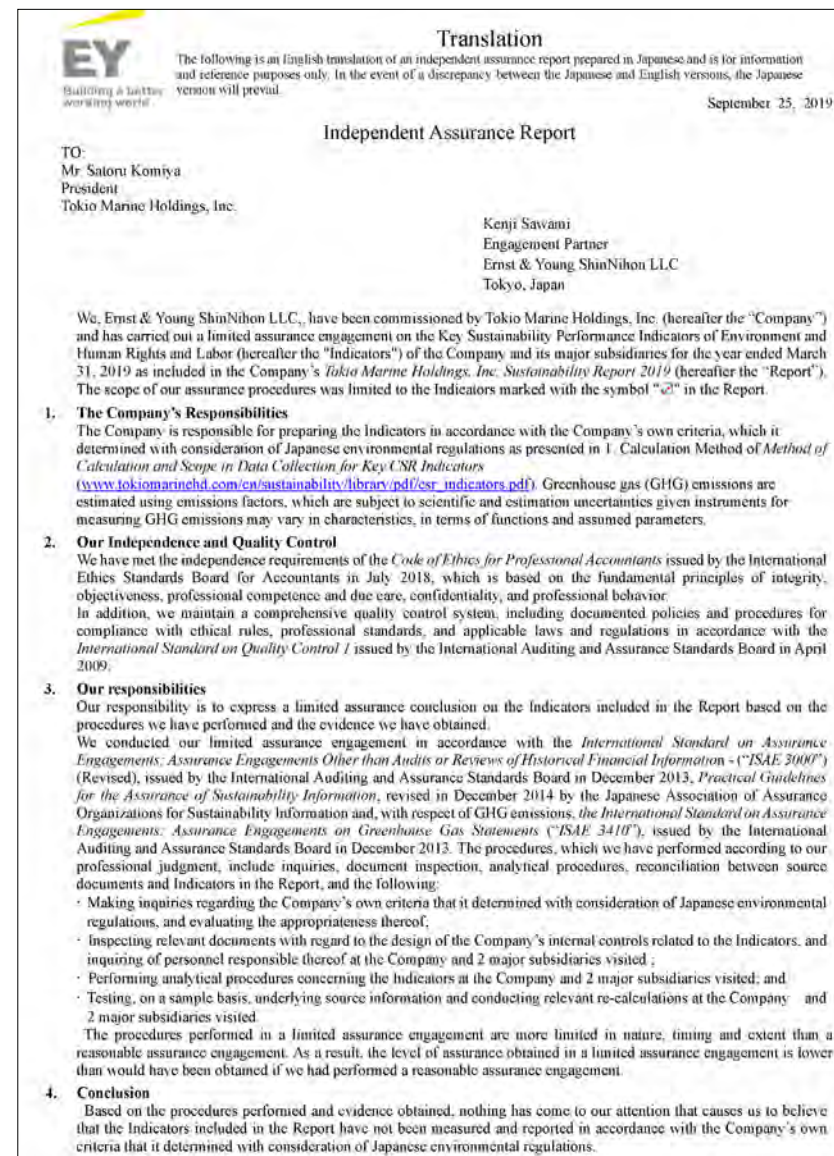 Translation
EY
Building a better
working world
The following is an English translation of an independent assurance report prepared in Japanese and is for information
and reference purposes only. In the event of a discrepancy between the Japanese and English versions, the Japanese
version will prevail.
September 25, 2019
Independent Assurance Report
TO:
Mr. Satoru Komiya
President
Tokio Marine Holdings, Inc.
Kenji Sawami
Engagement Partner
Ernst & Young ShinNihon LLC
Tokyo, Japan
We, Ernst & Young ShinNihon LLC,, have been commissioned by Tokio Marine Holdings, Inc. (hereafter the "Company")
and has carried out a limited assurance engagement on the Key Sustainability Performance Indicators of Environment and
Human Rights and Labor (hereafter the "Indicators") of the Company and its major subsidiaries for the year ended March
31, 2019 as included in the Company's Tokio Marine Holdings, Inc. Sustainability Report 2019 (hereafter the "Report").
The scope of our assurance procedures was limited to the Indicators marked with the symbol "☑" in the Report.
1. The Company's Responsibilities
The Company is responsible for preparing the Indicators in accordance with the Company's own criteria, which it
determined with consideration of Japanese environmental regulations as presented in 1. Calculation Method of Method of
Calculation and Scope in Data Collection for Key CSR Indicators
(www.tokiomarinehd.com/en/sustainability/library/pdf/csr_indicators.pdf). Greenhouse gas (GHG) emissions are
estimated using emissions factors, which are subject to scientific and estimation uncertainties given instruments for
measuring GHG emissions may vary in characteristics, in terms of functions and assumed parameters.
2. Our Independence and Quality Control
We have met the independence requirements of the Code of Ethics for Professional Accountants issued by the International
Ethics Standards Board for Accountants in July 2018, which is based on the fundamental principles of integrity,
objectiveness, professional competence and due care, confidentiality, and professional behavior.
In addition, we maintain a comprehensive quality control system, including documented policies and procedures for
compliance with ethical rules, professional standards, and applicable laws and regulations in accordance with the
International Standard on Quality Control 1 issued by the International Auditing and Assurance Standards Board in April
2009.
3. Our responsibilities
Our responsibility is to express a limited assurance conclusion on the Indicators included in the Report based on the
procedures we have performed and the evidence we have obtained.
We conducted our limited assurance engagement in accordance with the International Standard on Assurance
Engagements: Assurance Engagements Other than Audits or Reviews of Historical Financial Information - ("ISAE 3000")
(Revised), issued by the International Auditing and Assurance Standards Board in December 2013, Practical Guidelines
for the Assurance of Sustainability Information, revised in December 2014 by the Japanese Association of Assurance
Organizations for Sustainability Information and, with respect of GHG emissions, the International Standard on Assurance
Engagements: Assurance Engagements on Greenhouse Gas Statements ("ISAE 3410"), issued by the International
Auditing and Assurance Standards Board in December 2013. The procedures, which we have performed according to our
professional judgment, include inquiries, document inspection, analytical procedures, reconciliation between source
documents and Indicators in the Report, and the following:
· Making inquiries regarding the Company's own criteria that it determined with consideration of Japanese environmental
regulations, and evaluating the appropriateness thereof;
· Inspecting relevant documents with regard to the design of the Company's internal controls related to the Indicators, and
inquiring of personnel responsible thereof at the Company and 2 major subsidiaries visited ;
· Performing analytical procedures concerning the Indicators at the Company and 2 major subsidiaries visited; and
· Testing, on a sample basis, underlying source information and conducting relevant re-calculations at the Company and
2 major subsidiaries visited.
The procedures performed in a limited assurance engagement are more limited in nature, timing and extent than a
reasonable assurance engagement. As a result, the level of assurance obtained in a limited assurance engagement is lower
than would have been obtained if we had performed a reasonable assurance engagement.
4. Conclusion
Based on the procedures performed and evidence obtained, nothing has come to our attention that causes us to believe
that the Indicators included in the Report have not been measured and reported in accordance with the Company's own
criteria that it determined with consideration of Japanese environmental regulations.